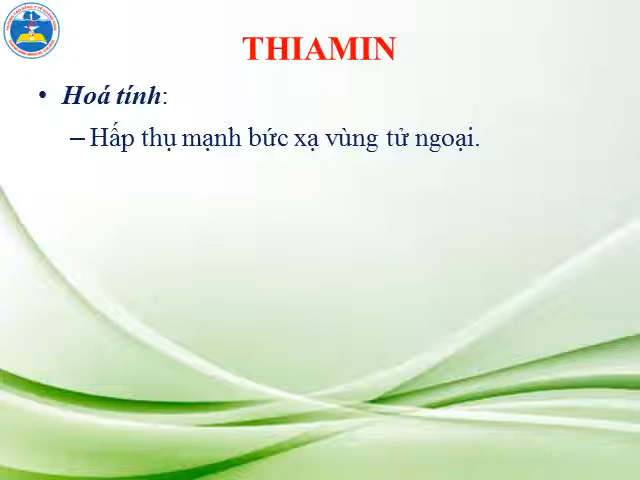 THIAMIN
• Hoá tính:
– Hấp thụ mạnh bức xạ vùng tử ngoại.